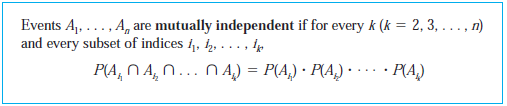 Events A₁, . . . , Aₙ are mutually independent if for every k (k = 2, 3, . . . , n)
and every subset of indices i₁, i₂, . . . , iₖ,
P(Aᵢ₁ ∩ Aᵢ₂ ∩ . . . ∩ Aᵢₖ) = P(Aᵢ₁) · P(Aᵢ₂) · · · · · P(Aᵢₖ)